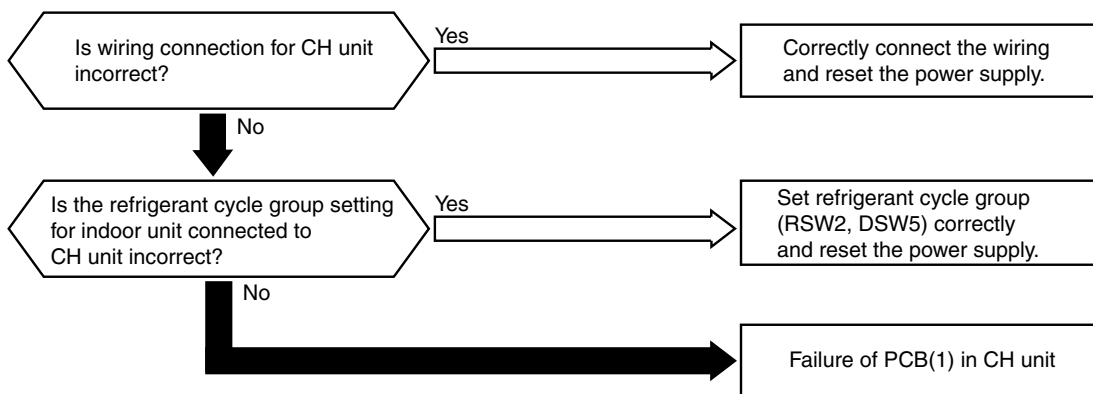 Is wiring connection for CH unit
incorrect?
Yes
Correctly connect the wiring
and reset the power supply.
No
Is the refrigerant cycle group setting
for indoor unit connected to
CH unit incorrect?
Yes
Set refrigerant cycle group
(RSW2, DSW5) correctly
and reset the power supply.
No
Failure of PCB(1) in CH unit